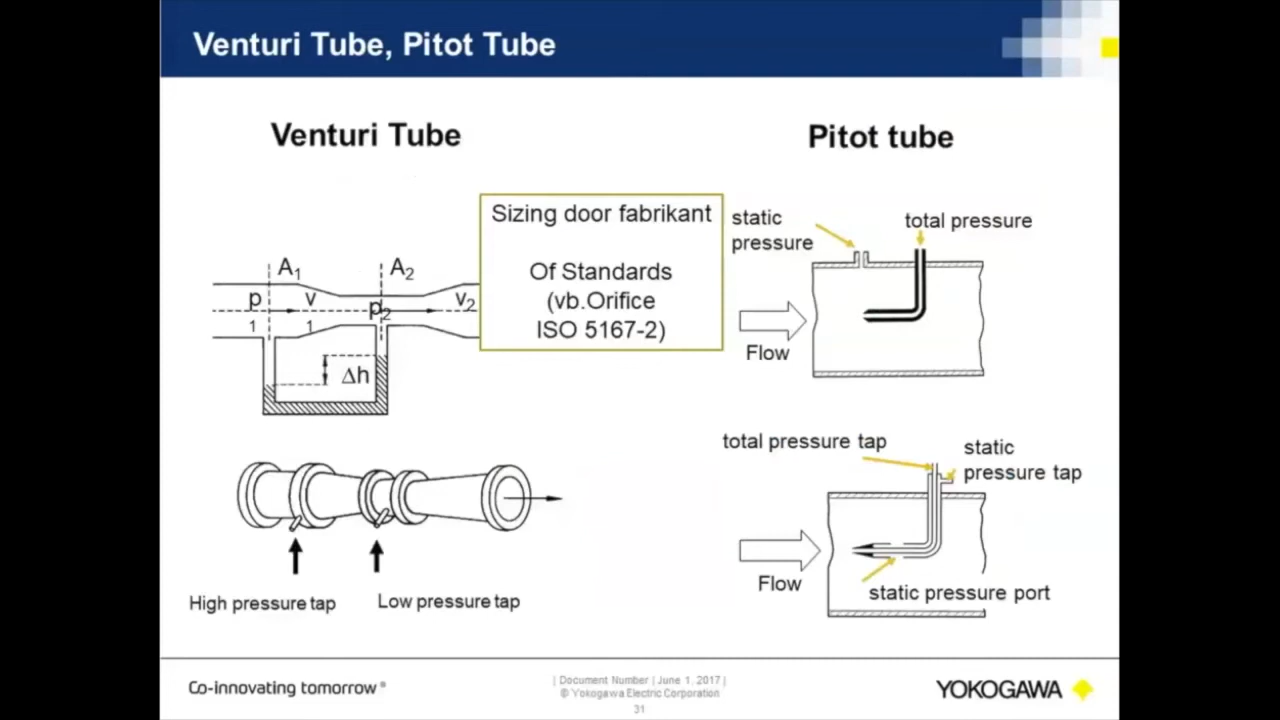 Venturi Tube, Pitot Tube
Venturi Tube
Pitot tube
Sizing door fabrikant
Of Standards
(vb.Orifice
ISO 5167-2)
A1
A2
p1
v1
p2
v2
Δh
High pressure tap
Low pressure tap
static
pressure
total pressure
Flow
total pressure tap
static
pressure tap
Flow
static pressure port
Co-innovating tomorrow®
| Document Number | June 1, 2017 |
© Yokogawa Electric Corporation
31
YOKOGAWA